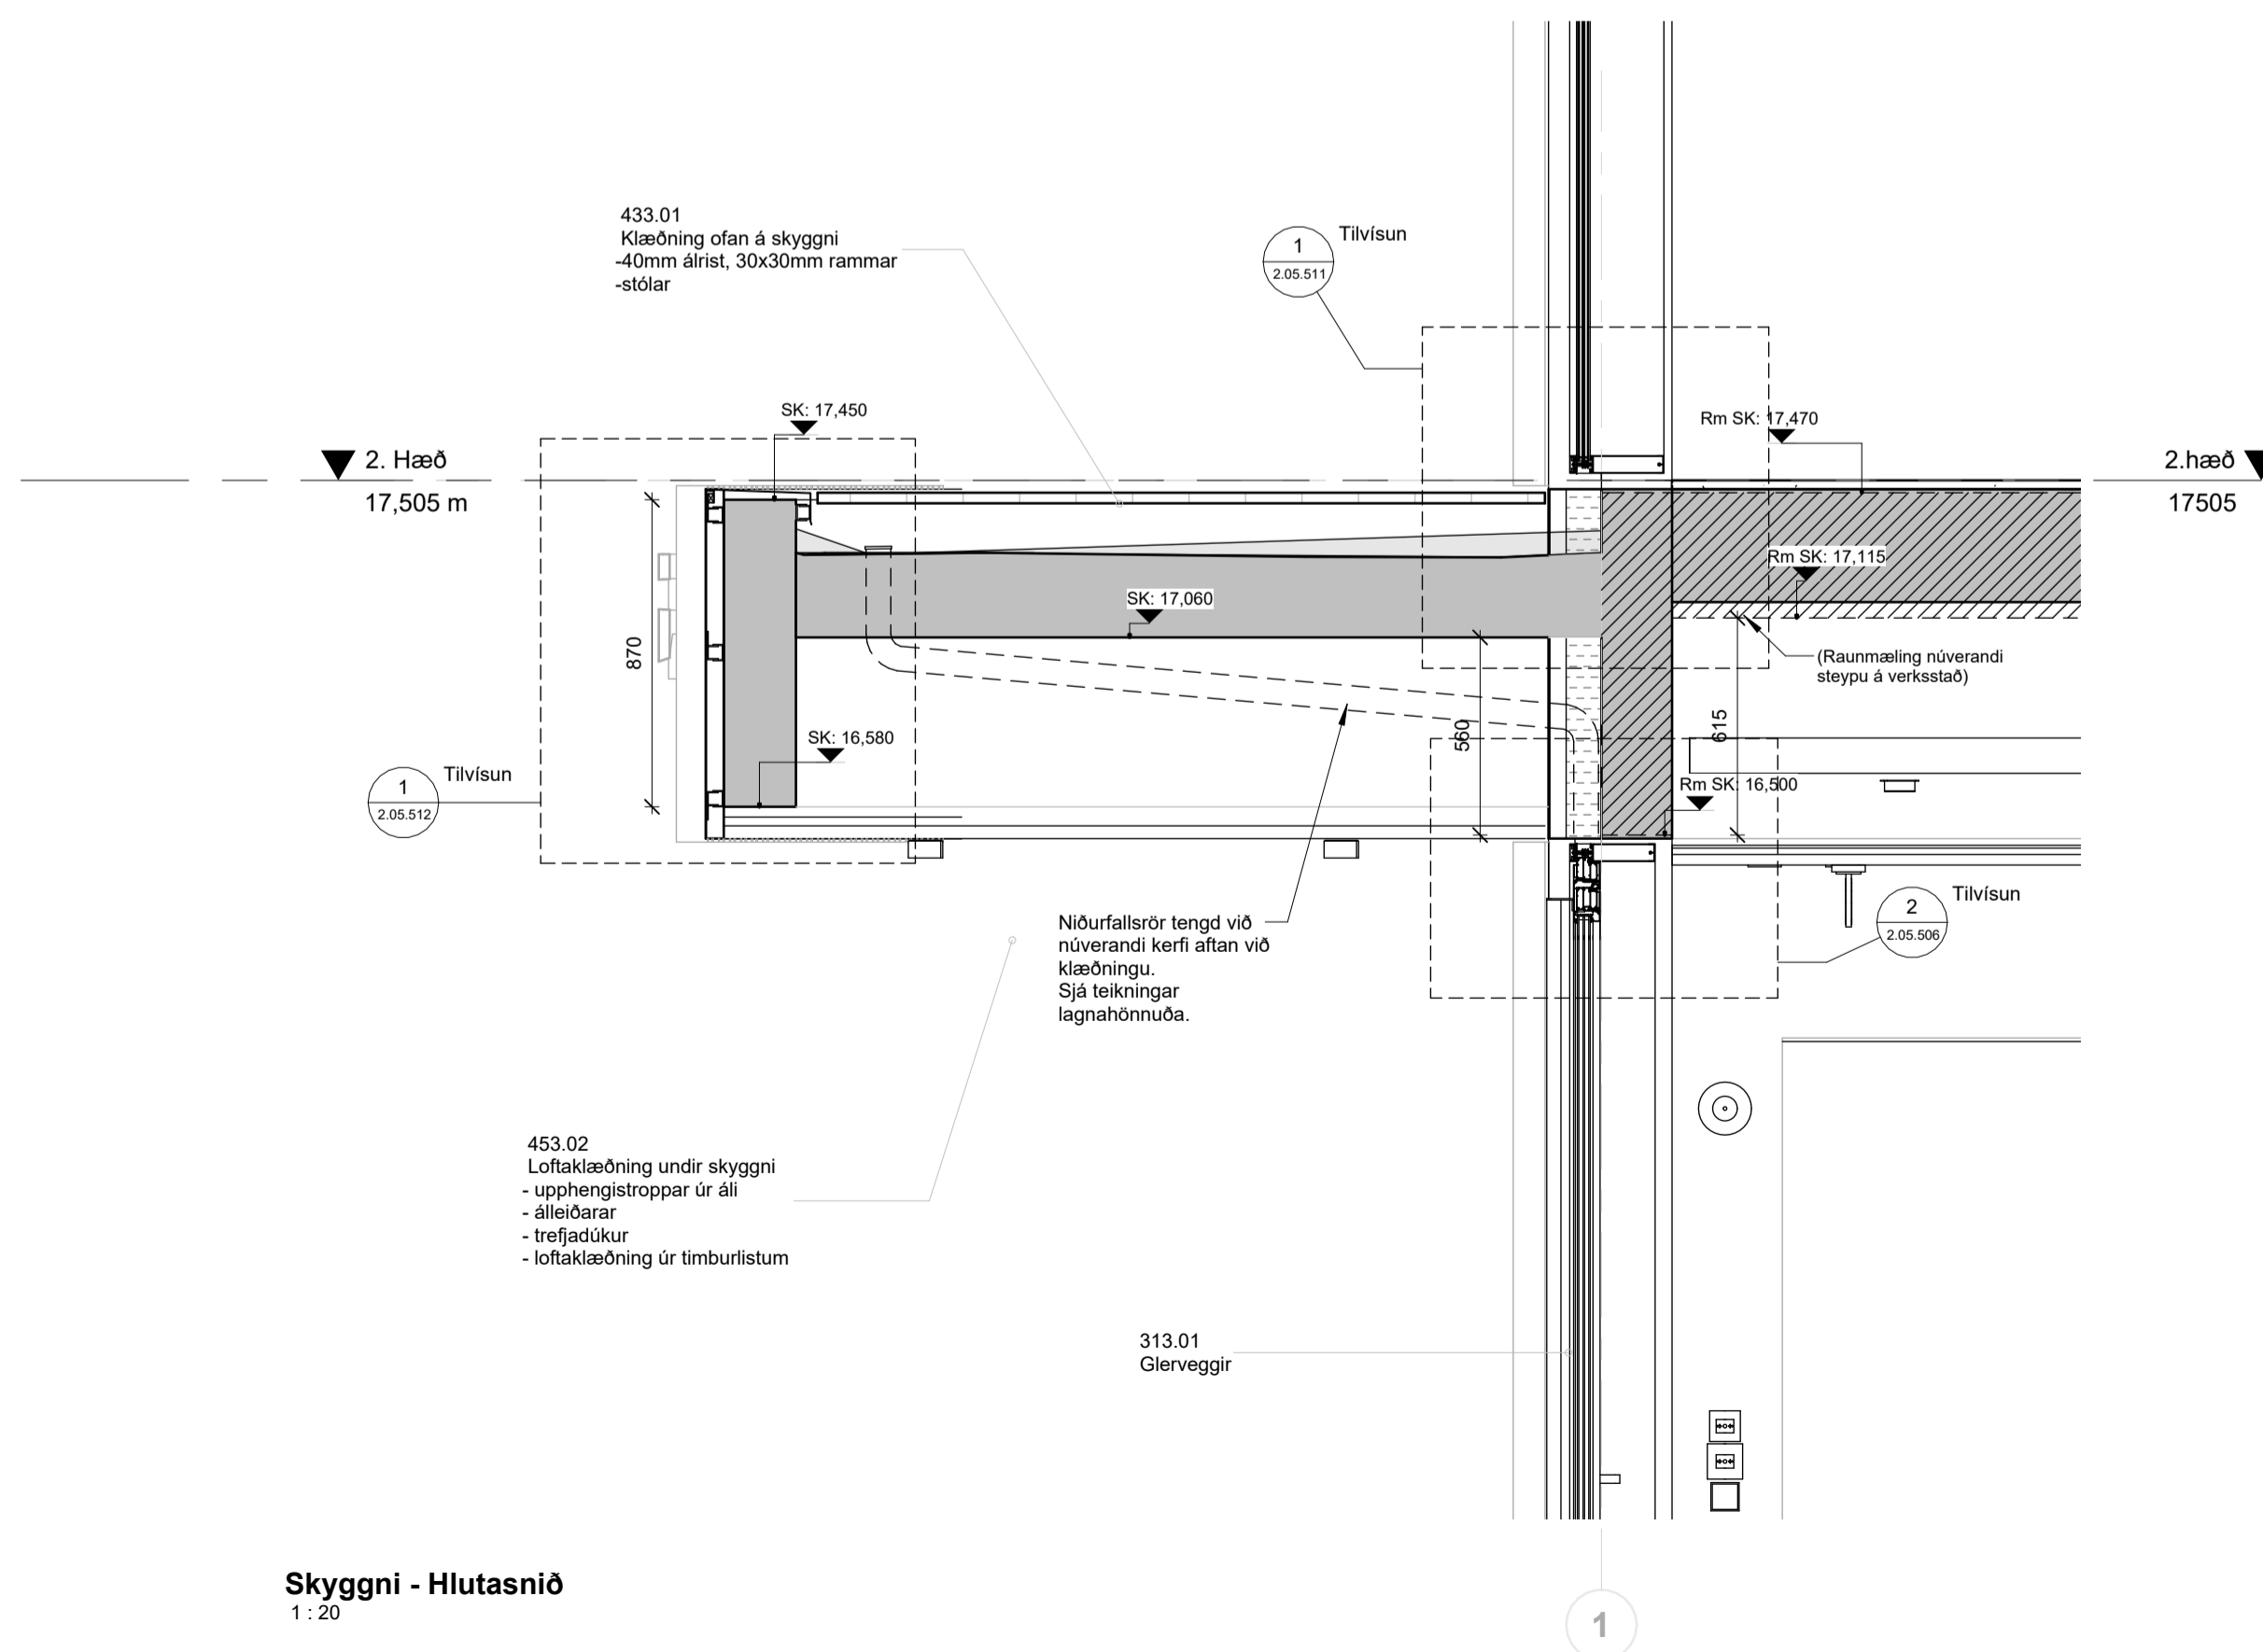 433.01
Klæðning ofan á skyggni
-40mm álrist, 30x30mm rammar
-stólar
1
2.05.511
Tilvísun
SK: 17,450
Rm SK: 17,470
2. Hæð
17,505 m
2.hæð
17505
Rm SK: 17,115
SK: 17,060
870
(Raunmæling núverandi
steypu á verksstað)
560
615
SK: 16,580
Rm SK: 16,500
1
2.05.512
Tilvísun
2
2.05.506
Tilvísun
Niðurfallsrör tengd við
núverandi kerfi aftan við
klæðningu.
Sjá teikningar
lagnahönnuða.
453.02
Loftaklæðning undir skyggni
- upphengistroppar úr áli
- álleiðarar
- trefjadúkur
- loftaklæðning úr timburlistum
313.01
Glerveggir
Skyggni - Hlutasnið
1 : 20
1